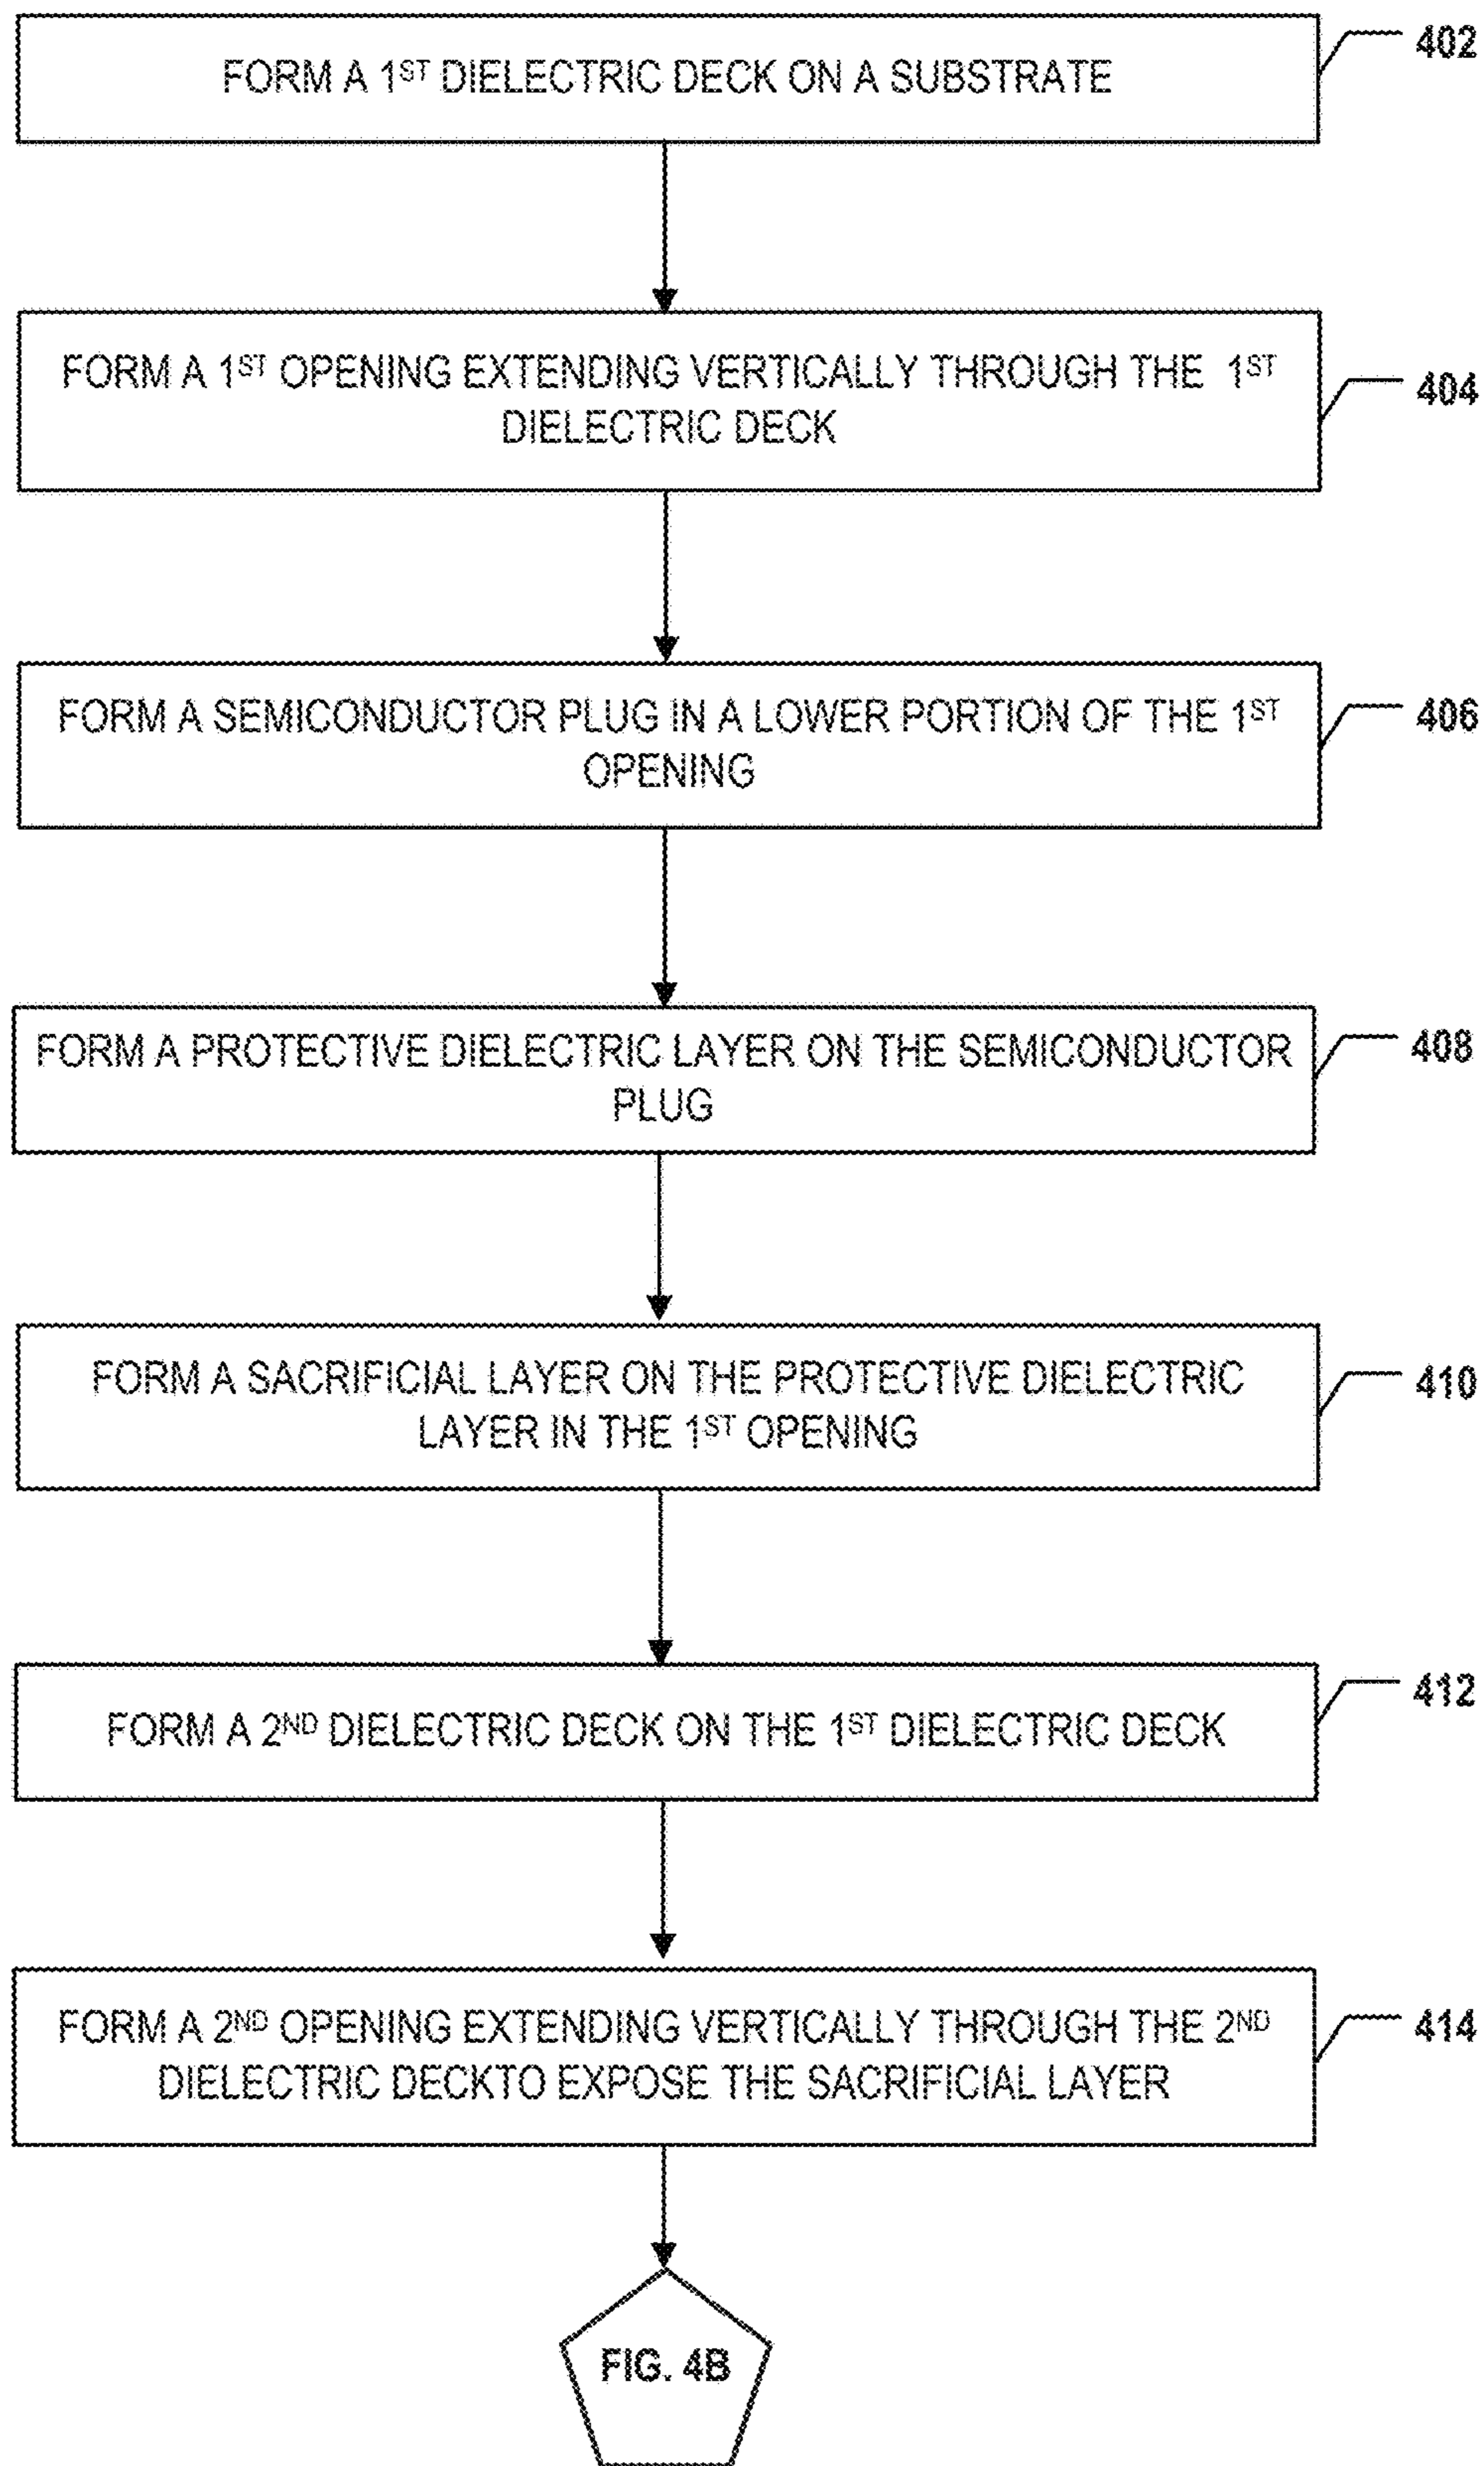 FORM A 1ST DIELECTRIC DECK ON A SUBSTRATE
402
FORM A 1ST OPENING EXTENDING VERTICALLY THROUGH THE 1ST
DIELECTRIC DECK
404
FORM A SEMICONDUCTOR PLUG IN A LOWER PORTION OF THE 1ST
OPENING
406
FORM A PROTECTIVE DIELECTRIC LAYER ON THE SEMICONDUCTOR
PLUG
408
FORM A SACRIFICIAL LAYER ON THE PROTECTIVE DIELECTRIC
LAYER IN THE 1ST OPENING
410
FORM A 2ND DIELECTRIC DECK ON THE 1ST DIELECTRIC DECK
412
FORM A 2ND OPENING EXTENDING VERTICALLY THROUGH THE 2ND
DIELECTRIC DECKTO EXPOSE THE SACRIFICIAL LAYER
414
FIG. 4B